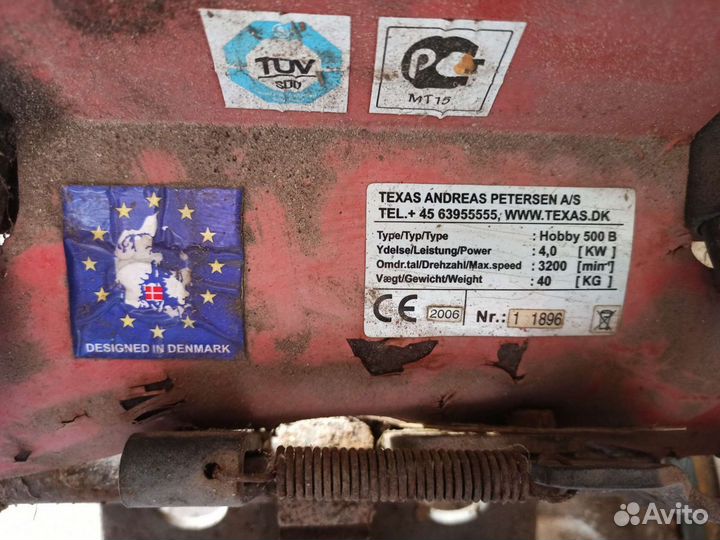 TÜV
SÜD
PCT
MT15
TEXAS ANDREAS PETERSEN A/S
TEL.+ 45 63955555, WWW.TEXAS.DK
Type/Typ/Type : Hobby 500 B
Ydelse/Leistung/Power : 4,0 [ KW ]
Omdr.tal/Drehzahl/Max.speed : 3200 [min⁻¹]
Vægt/Gewicht/Weight : 40 [ KG ]
CE 2006 Nr.: 1 1896
DESIGNED IN DENMARK
Avito